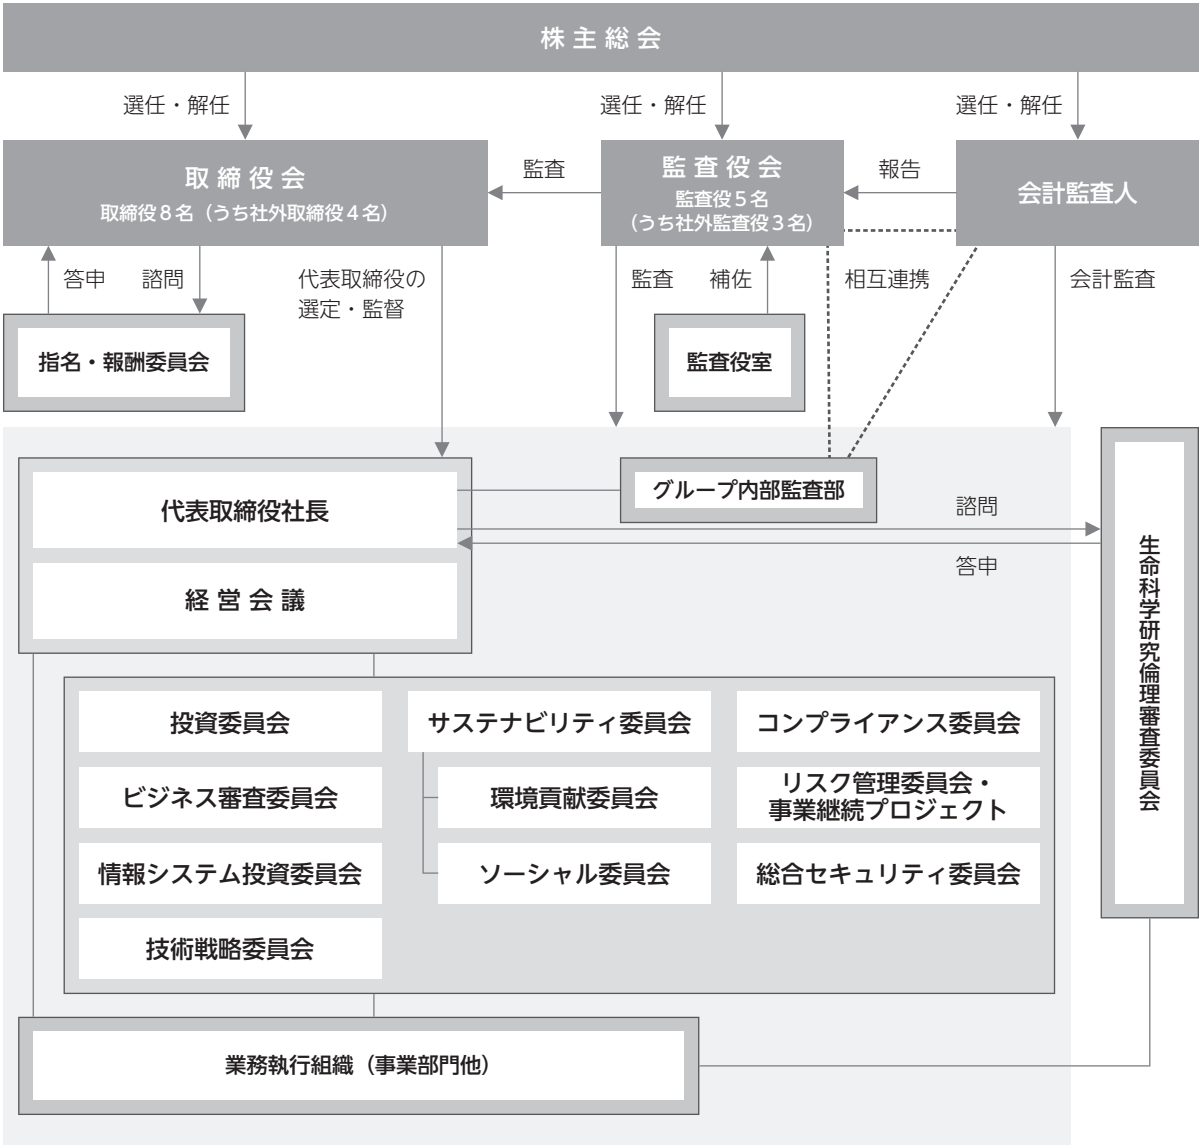 株主総会
選任・解任
選任・解任
選任・解任
取締役会
取締役8名（うち社外取締役4名）
監査
監査役会
監査役5名
（うち社外監査役3名）
報告
会計監査人
答申
諮問
代表取締役の
選定・監督
監査
補佐
相互連携
会計監査
指名・報酬委員会
監査役室
代表取締役社長
グループ内部監査部
諮問
答申
経営会議
生命科学研究倫理審査委員会
投資委員会
サステナビリティ委員会
コンプライアンス委員会
ビジネス審査委員会
環境貢献委員会
リスク管理委員会・
事業継続プロジェクト
情報システム投資委員会
ソーシャル委員会
総合セキュリティ委員会
技術戦略委員会
業務執行組織（事業部門他）